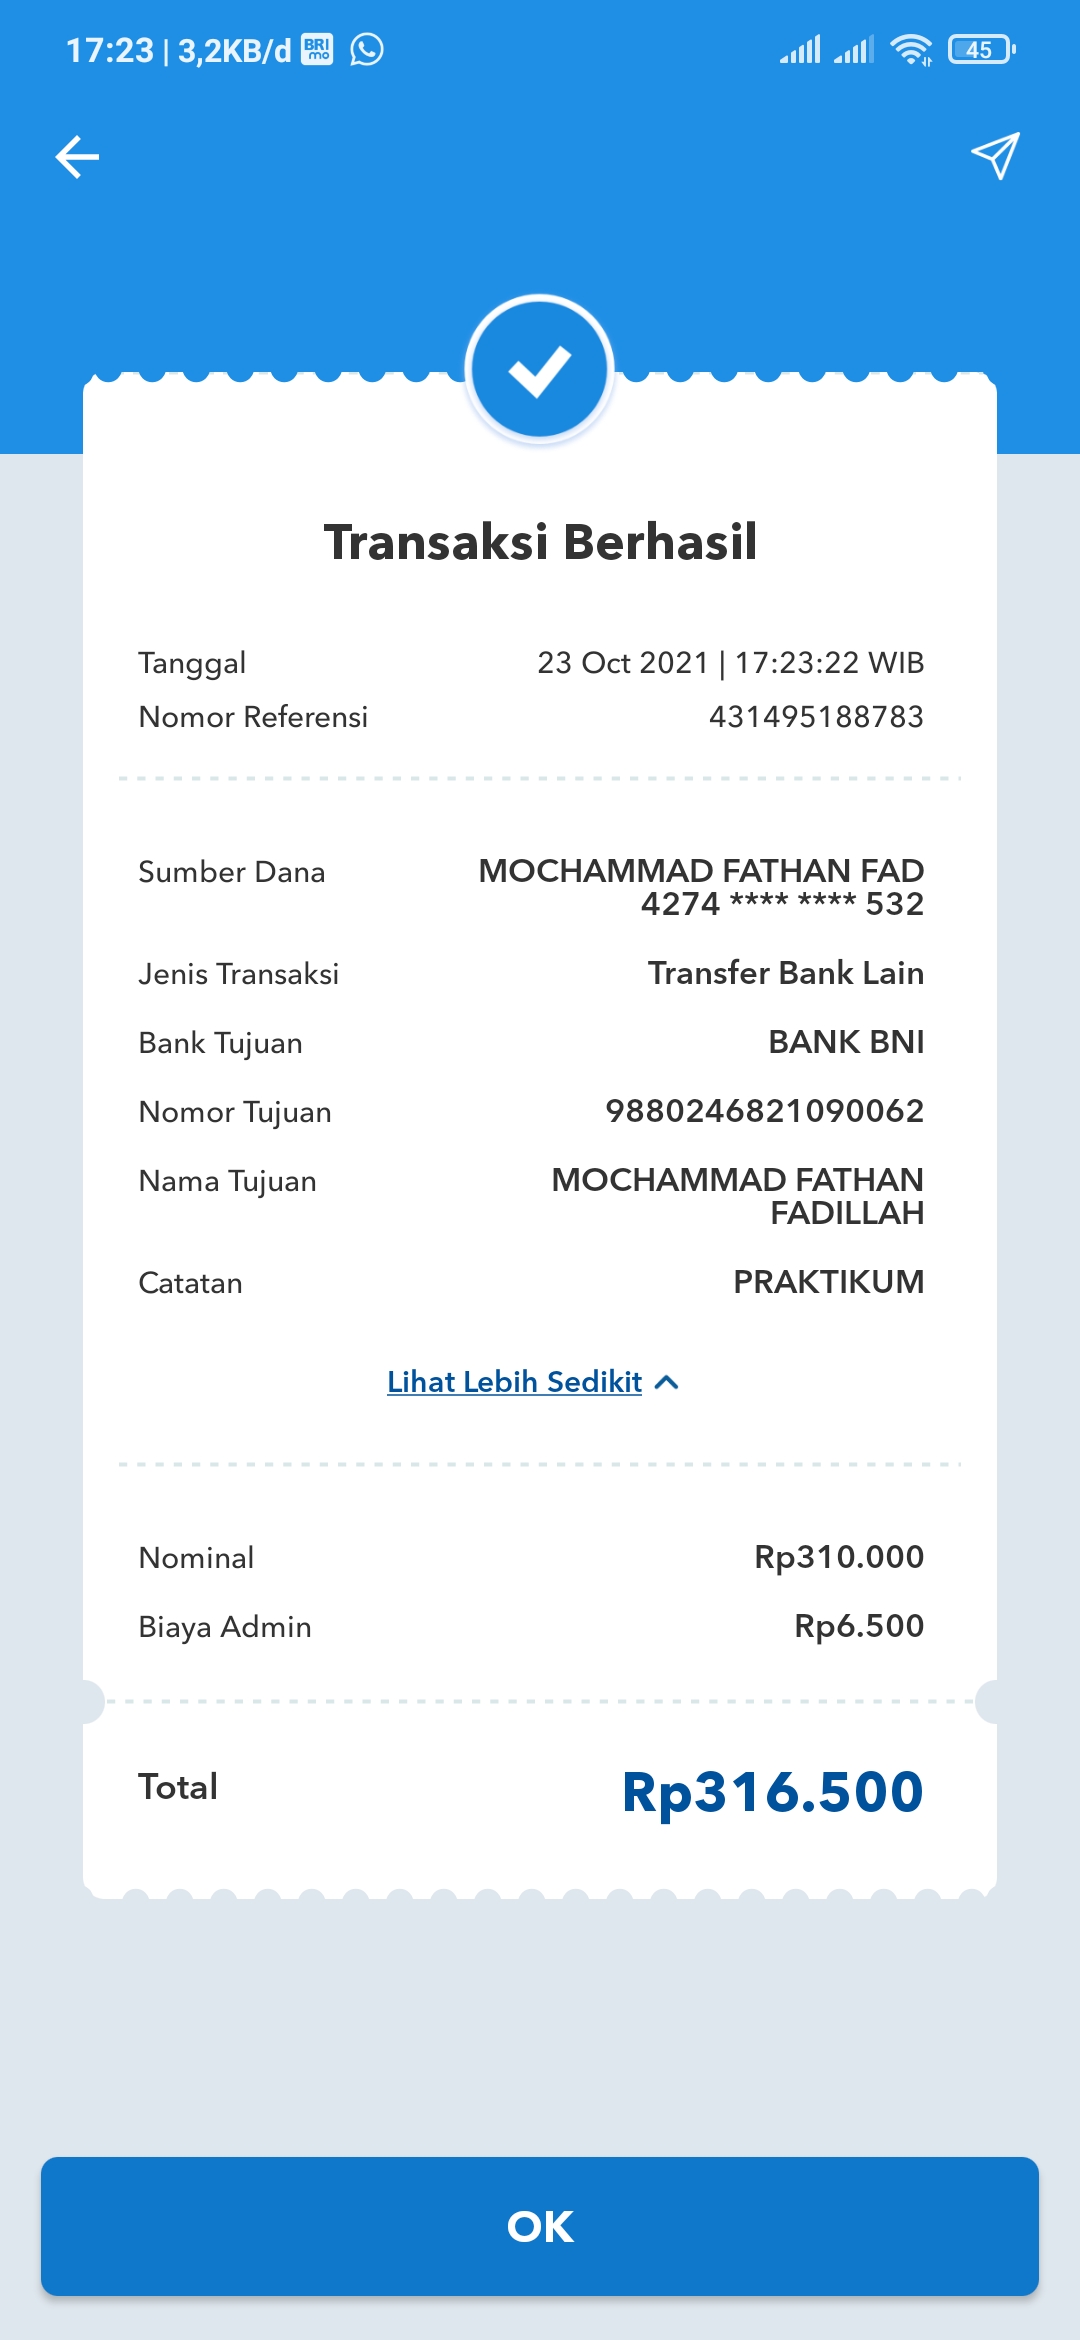 17:23 | 3,2KB/d BRI mo
45
Transaksi Berhasil
Tanggal 23 Oct 2021 | 17:23:22 WIB
Nomor Referensi 431495188783
Sumber Dana MOCHAMMAD FATHAN FAD
4274 **** **** 532
Jenis Transaksi Transfer Bank Lain
Bank Tujuan BANK BNI
Nomor Tujuan 9880246821090062
Nama Tujuan MOCHAMMAD FATHAN
FADILLAH
Catatan PRAKTIKUM
Lihat Lebih Sedikit
Nominal Rp310.000
Biaya Admin Rp6.500
Total Rp316.500
OK